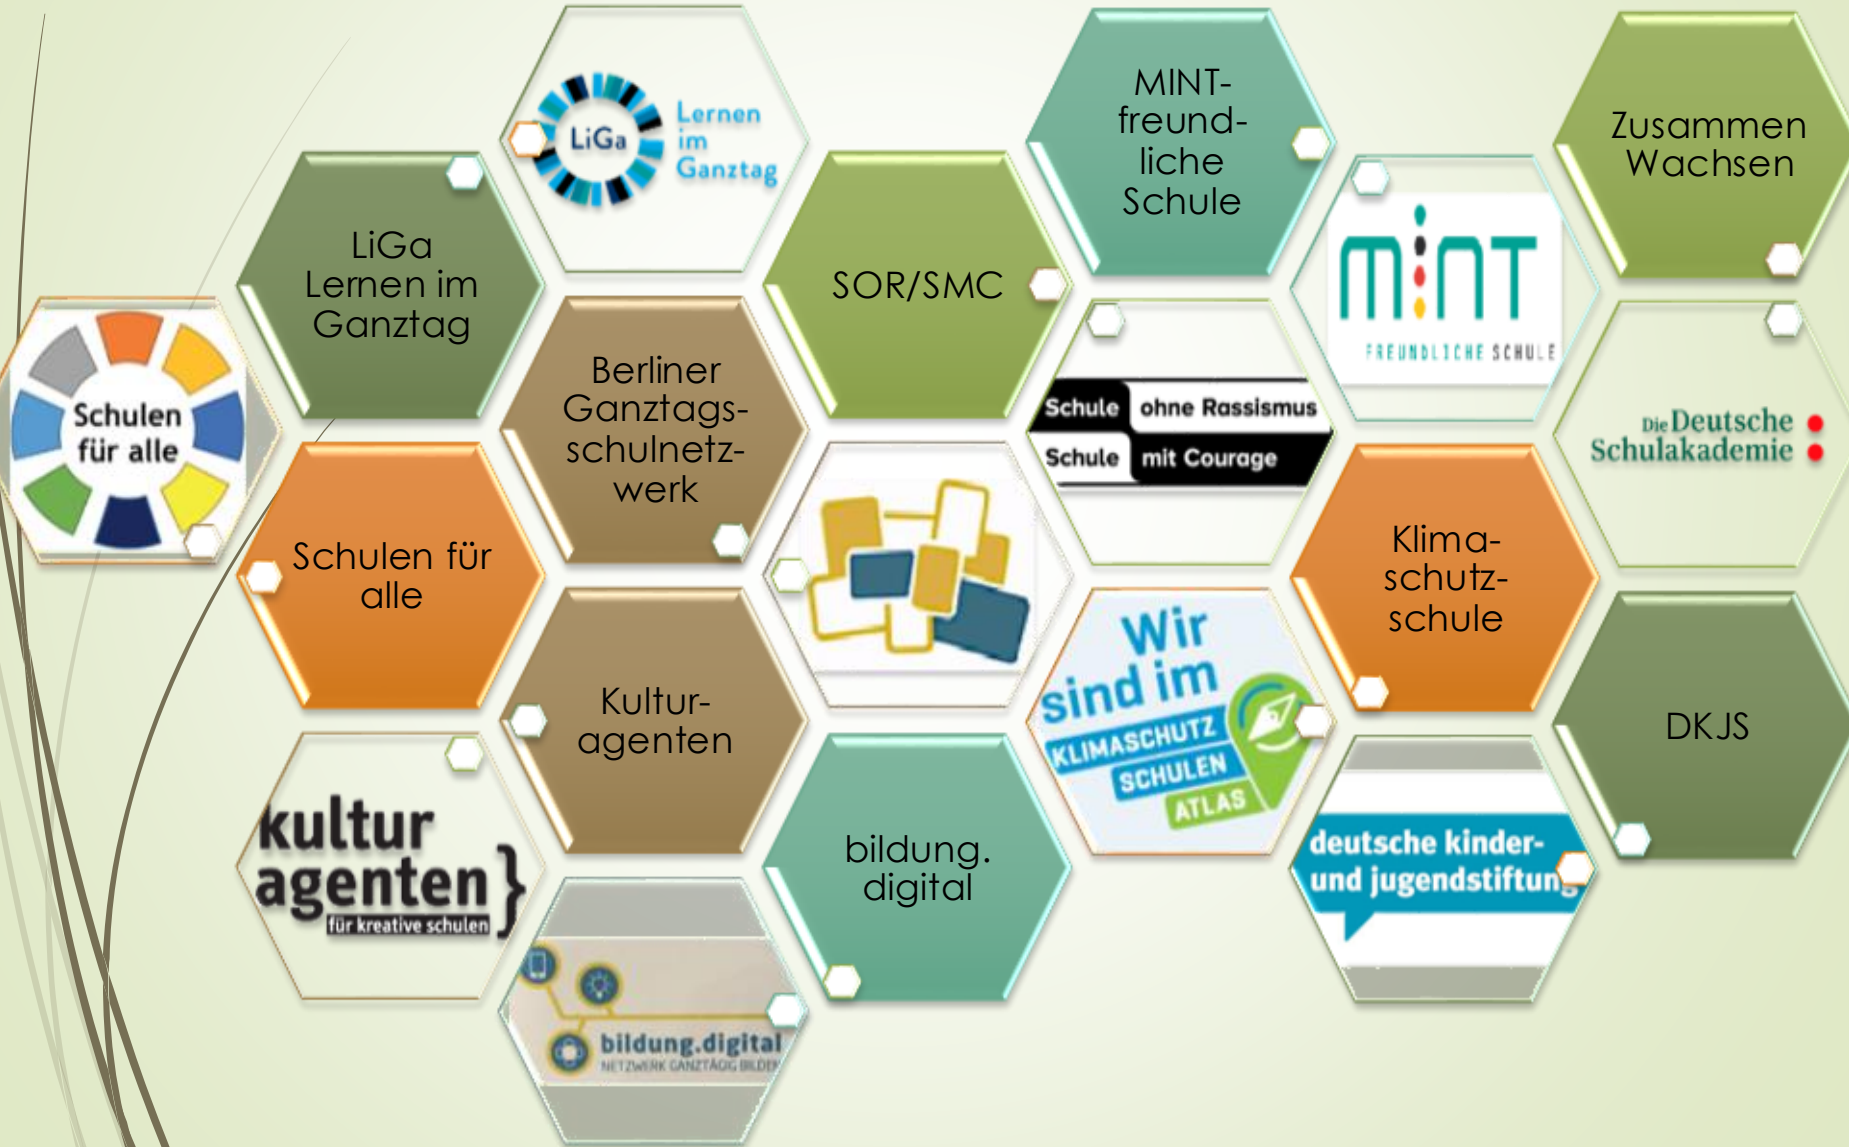 LiGa
Lernen
im
Ganztag
MINT-
freund-
liche
Schule
Zusammen
Wachsen
LiGa
Lernen im
Ganztag
SOR/SMC
mint
FREUNDLICHE SCHULE
Schulen
für alle
Berliner
Ganztags-
schulnetz-
werk
Schule ohne Rassismus
Schule mit Courage
Die Deutsche
Schulakademie
Schulen für
alle
Klima-
schutz-
schule
Kultur-
agenten
Wir
sind im
KLIMASCHUTZ
SCHULEN
ATLAS
DKJS
kultur
agenten}
für kreative schulen
bildung.
digital
deutsche kinder-
und jugendstiftung
bildung.digital
NETZWERK GANZTÄGIG BILDEN